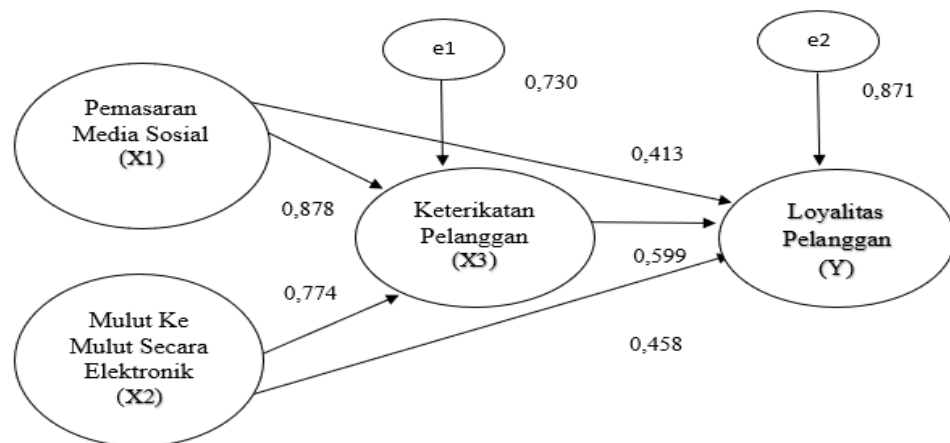 e1
e2
0,730
0,871
Pemasaran
Media Sosial
(X1)
0,413
0,878
Keterikatan
Pelanggan
(X3)
Loyalitas
Pelanggan
(Y)
0,599
0,774
Mulut Ke
Mulut Secara
Elektronik
(X2)
0,458